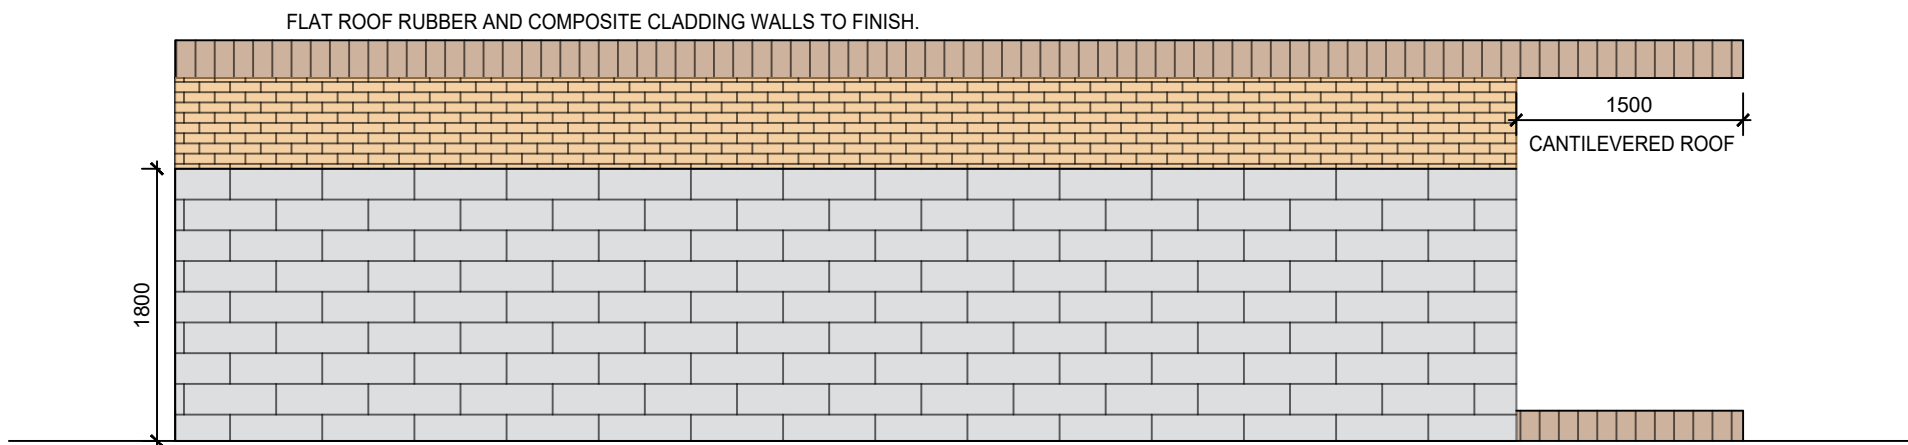 FLAT ROOF RUBBER AND COMPOSITE CLADDING WALLS TO FINISH.
1500
CANTILEVERED ROOF
1800